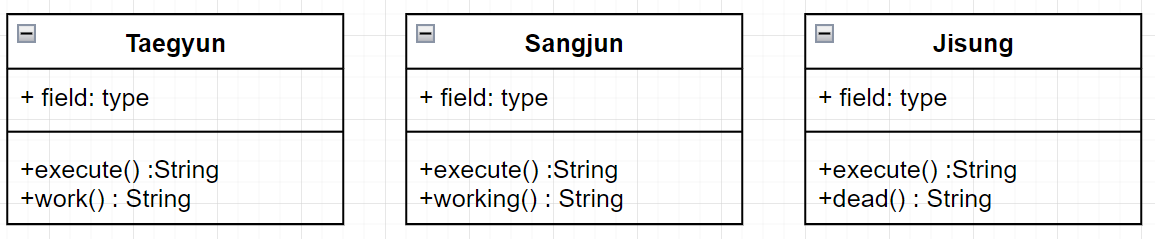 Taegyun
+ field: type
+execute() :String
+work() : String
Sangjun
+ field: type
+execute() :String
+working() : String
Jisung
+ field: type
+execute() :String
+dead() : String